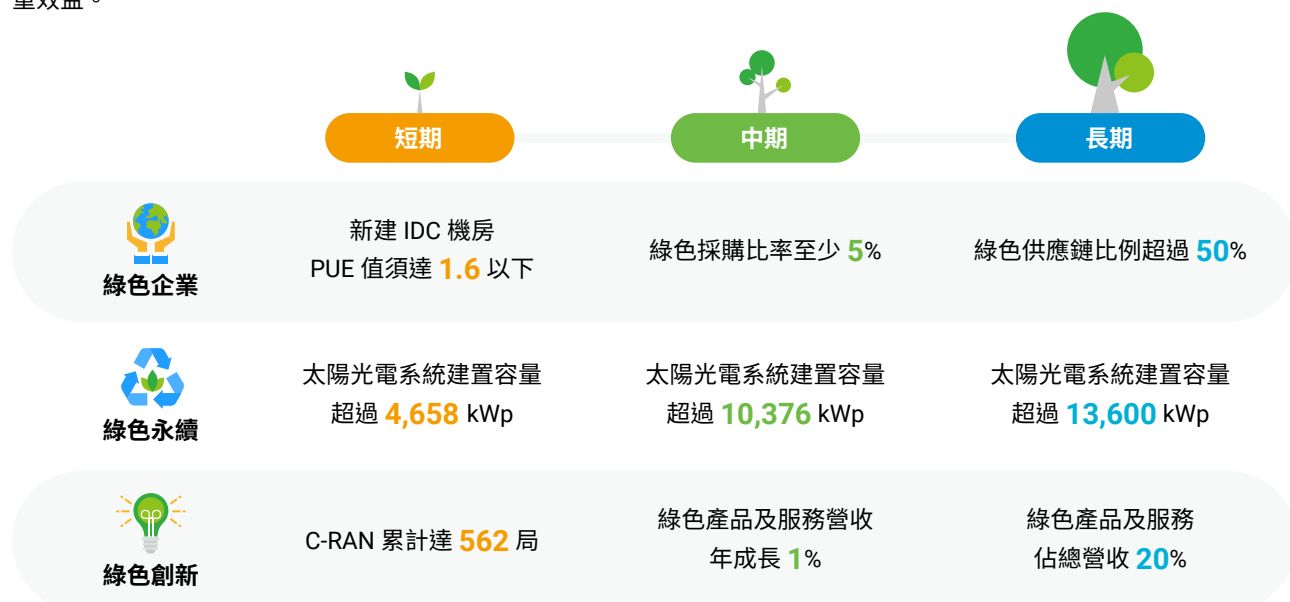 量效益。
短期
中期
長期
綠色企業
新建 IDC 機房
PUE 值須達 1.6 以下
綠色採購比率至少 5%
綠色供應鏈比例超過 50%
綠色永續
太陽光電系統建置容量
超過 4,658 kWp
太陽光電系統建置容量
超過 10,376 kWp
太陽光電系統建置容量
超過 13,600 kWp
綠色創新
C-RAN 累計達 562 局
綠色產品及服務營收
年成長 1%
綠色產品及服務
佔總營收 20%